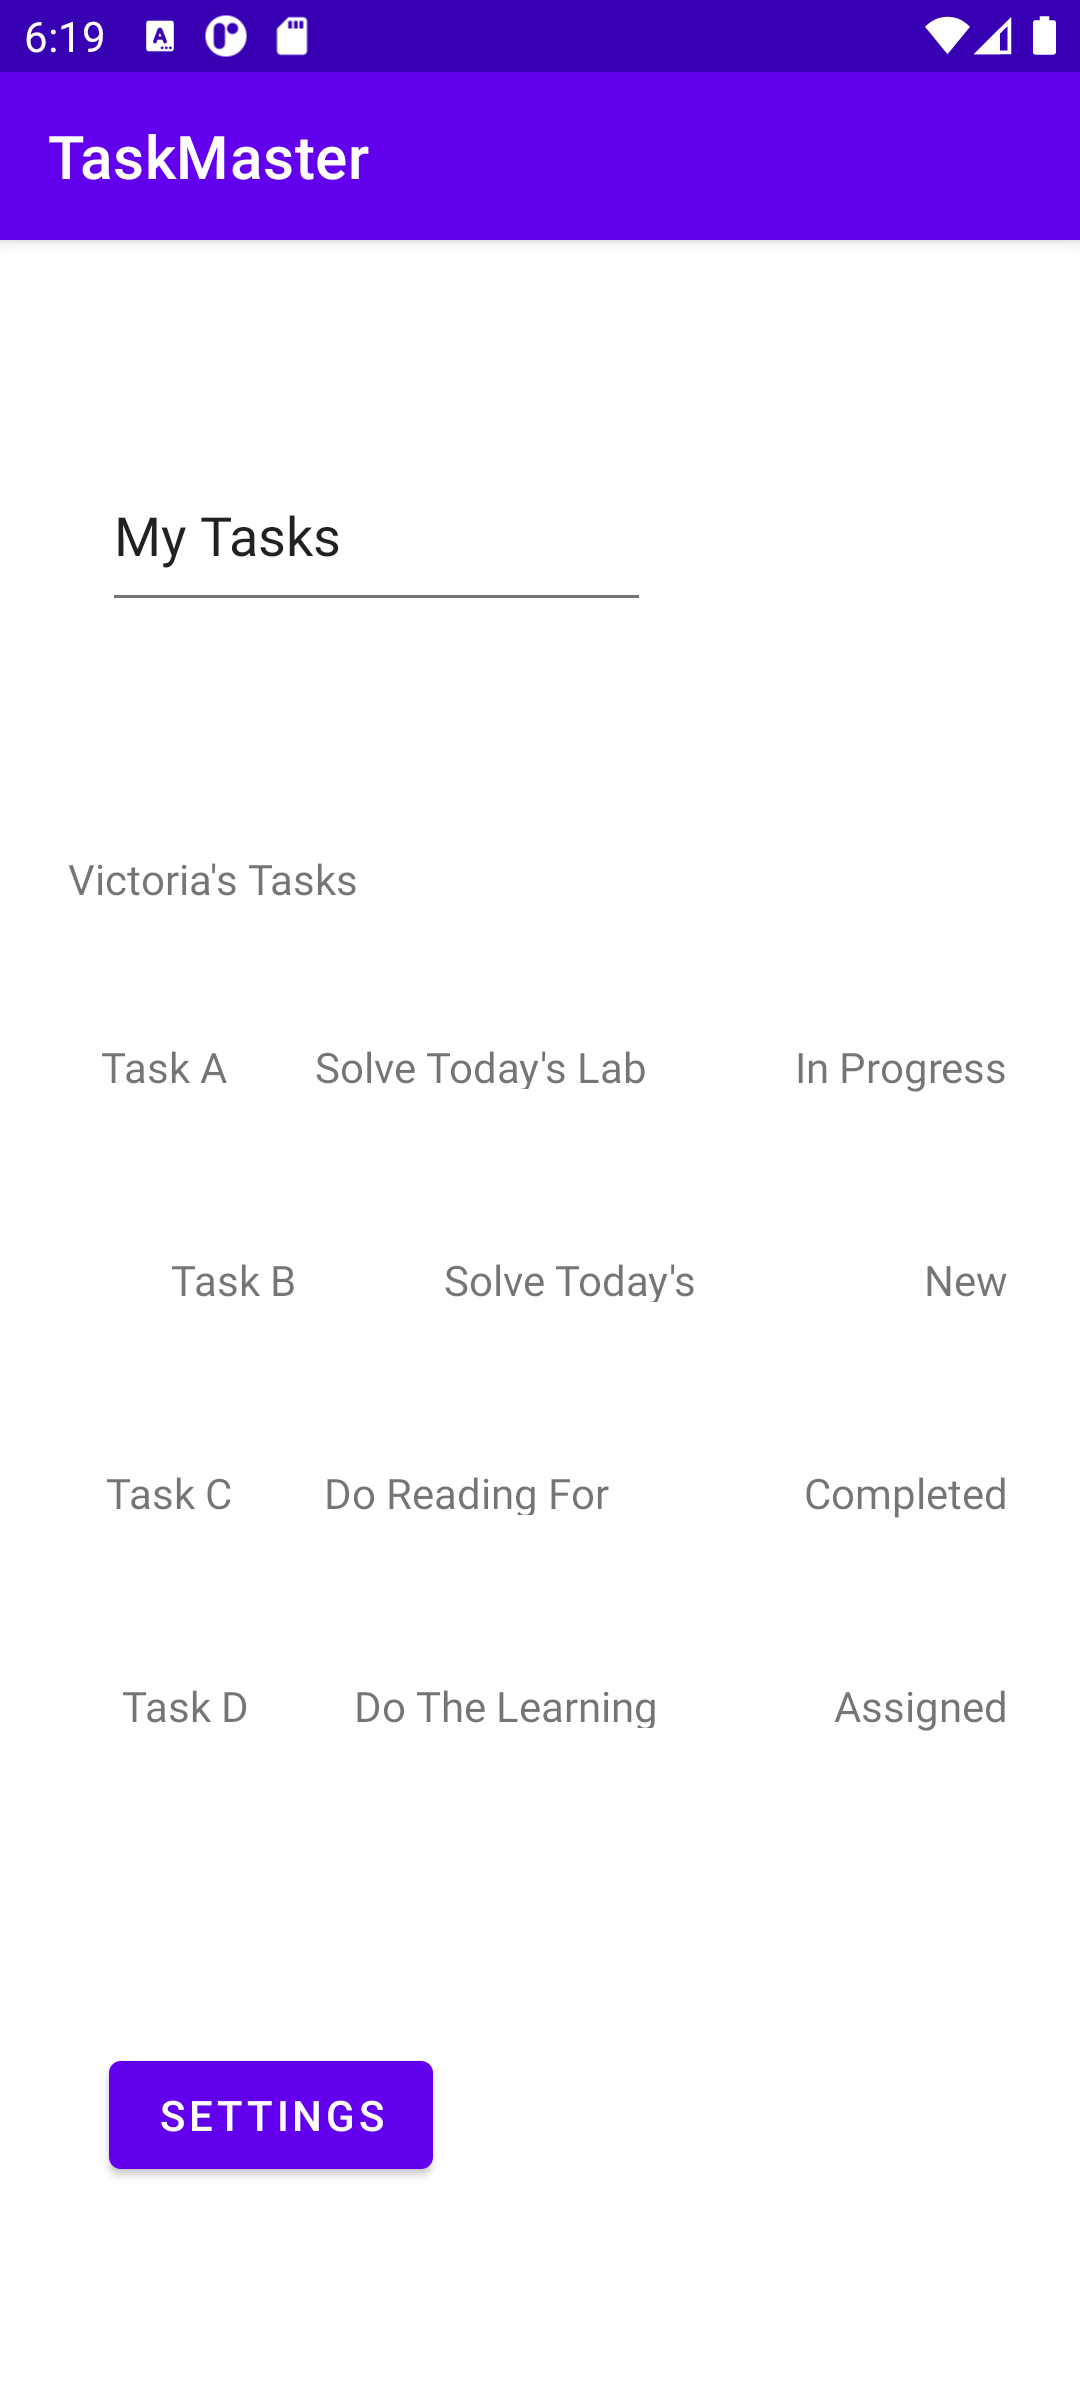 6:19
TaskMaster
My Tasks
Victoria's Tasks
Task A Solve Today's Lab In Progress
Task B Solve Today's New
Task C Do Reading For Completed
Task D Do The Learning Assigned
SETTINGS